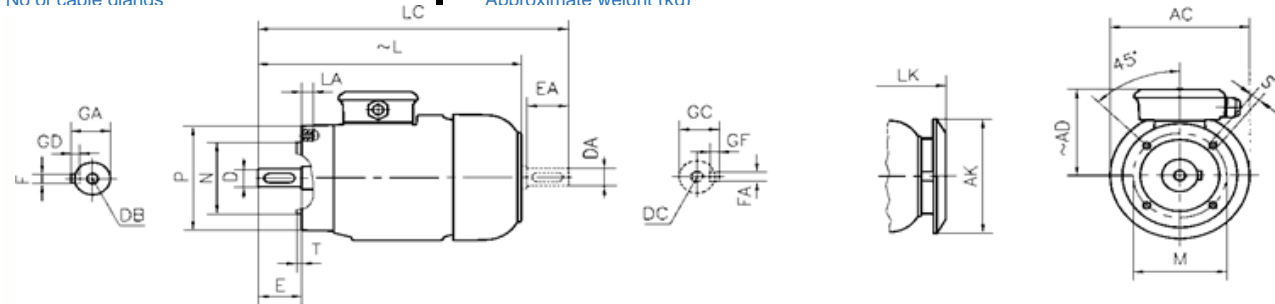 No of cable glands
Approximate weight (kg)
LC
~L
LA
EA
GA
GD
F
DB
P
N
D
T
E
DA
GC
GF
FA
DC
LK
AK
AC
45°
S
~AD
M